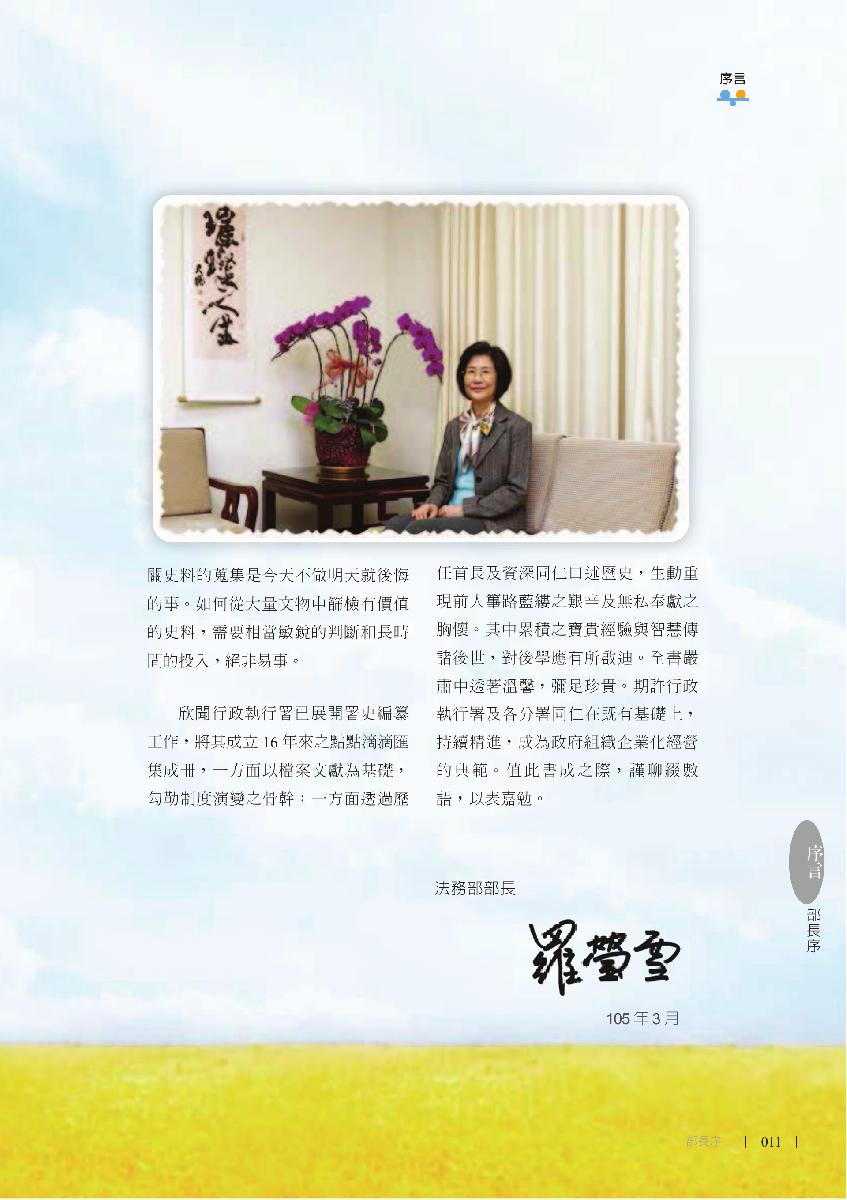 序言
璀璨人生
關史料的蒐集是今天不做明天就後悔
的事。如何從大量文物中篩檢有價值
的史料,需要相當敏銳的判斷和長時
間的投入,絕非易事。
欣聞行政執行署已展開署史編纂
工作,將其成立 16 年來之點點滴滴匯
集成冊,一方面以檔案文獻為基礎,
勾勒制度演變之骨幹;一方面透過歷
任首長及資深同仁口述歷史,生動重
現前人篳路藍縷之艱辛及無私奉獻之
胸懷。其中累積之寶貴經驗與智慧傳
諸後世,對後學應有所啟迪。全書嚴
肅中透著溫馨,彌足珍貴。期許行政
執行署及各分署同仁在既有基礎上,
持續精進,成為政府組織企業化經營
的典範。值此書成之際,謹聊綴數
語,以表嘉勉。
法務部部長
羅瑩雪
105 年 3 月
序言
部長序
部長序 | 011 |